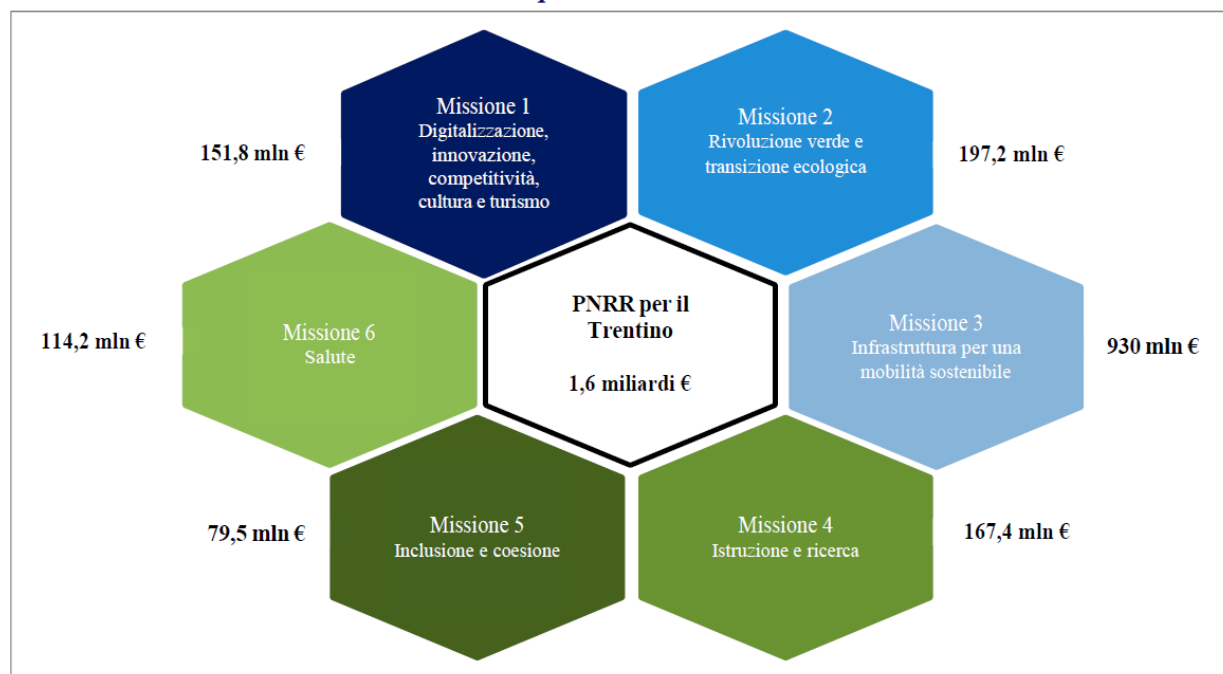 Missione 1
Digitalizzazione,
innovazione,
competitività,
cultura e turismo
151,8 mln €
Missione 2
Rivoluzione verde e
transizione ecologica
197,2 mln €
PNRR per il
Trentino
1,6 miliardi €
Missione 3
Infrastruttura per una
mobilità sostenibile
930 mln €
Missione 6
Salute
114,2 mln €
Missione 5
Inclusione e coesione
79,5 mln €
Missione 4
Istruzione e ricerca
167,4 mln €